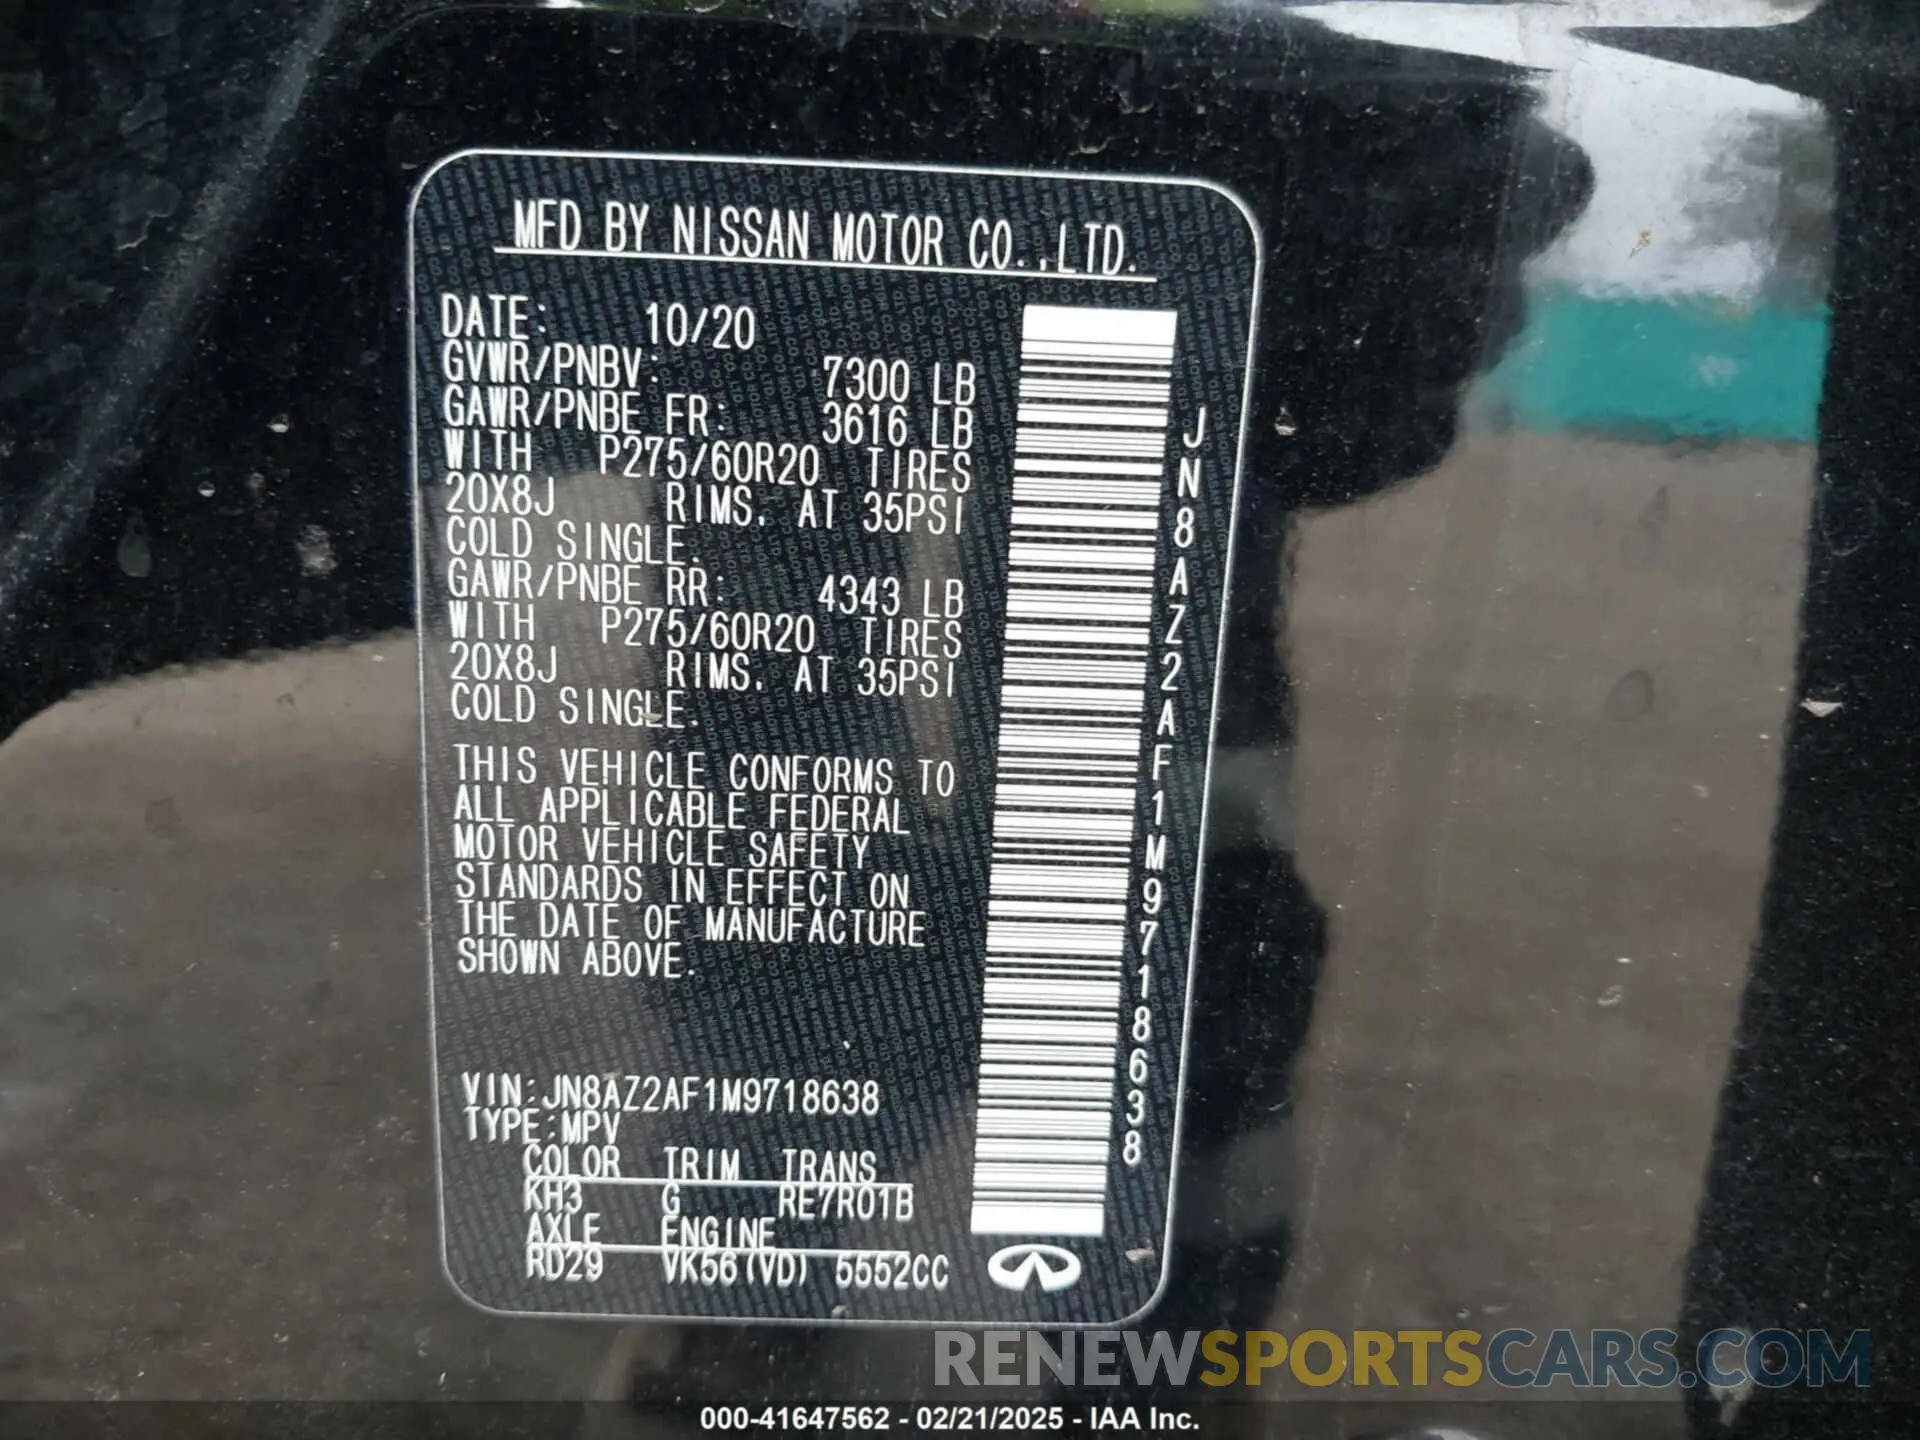 MFD BY NISSAN MOTOR CO.,LTD.
DATE: 10/20
GVWR/PNBV: 7300 LB
GAWR/PNBE FR: 3616 LB
WITH P275/60R20 TIRES
20X8J RIMS. AT 35PSI
COLD SINGLE.
GAWR/PNBE RR: 4343 LB
WITH P275/60R20 TIRES
20X8J RIMS. AT 35PSI
COLD SINGLE.
THIS VEHICLE CONFORMS TO
ALL APPLICABLE FEDERAL
MOTOR VEHICLE SAFETY
STANDARDS IN EFFECT ON
THE DATE OF MANUFACTURE
SHOWN ABOVE.
VIN:JN8AZ2AF1M9718638
TYPE:MPV
COLOR TRIM TRANS
KH3 G RE7R01B
AXLE ENGINE
RD29 VK56(VD) 5552CC
JN8AZ2AF1M9718638
RENEWSPORTSCARS.COM
000-41647562 - 02/21/2025 - IAA Inc.